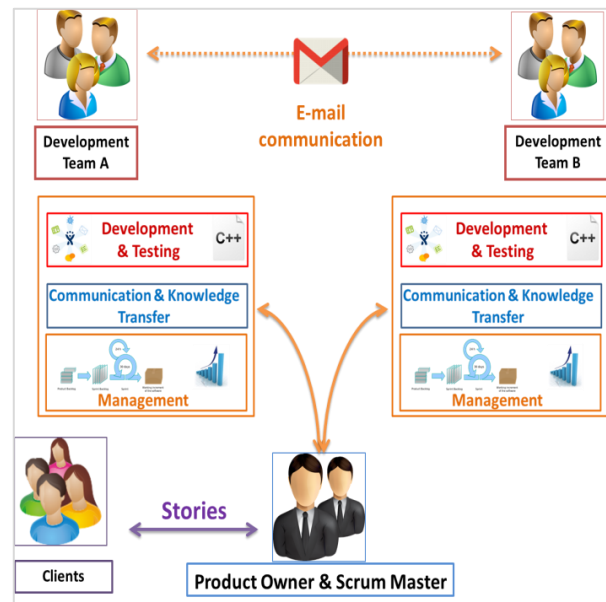 E-mail
communication
Development
Team A
Development
Team B
Development
& Testing
C++
Communication & Knowledge
Transfer
Management
Development
& Testing
C++
Communication & Knowledge
Transfer
Management
Stories
Clients
Product Owner & Scrum Master